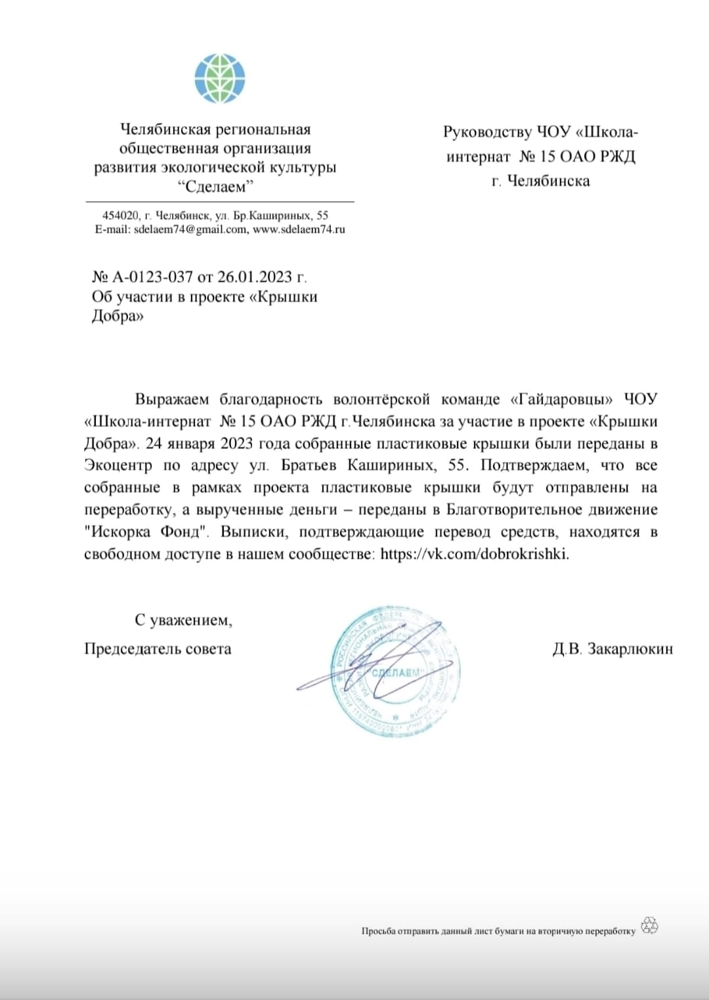 Челябинская региональная
общественная организация
развития экологической культуры
“Сделаем”
454020, г. Челябинск, ул. Бр.Кашириных, 55
E-mail: sdelaem74@gmail.com, www.sdelaem74.ru
Руководству ЧОУ «Школа-
интернат № 15 ОАО РЖД
г. Челябинска
№ А-0123-037 от 26.01.2023 г.
Об участии в проекте «Крышки
Добра»
Выражаем благодарность волонтёрской команде «Гайдаровцы» ЧОУ
«Школа-интернат № 15 ОАО РЖД г.Челябинска за участие в проекте «Крышки
Добра». 24 января 2023 года собранные пластиковые крышки были переданы в
Экоцентр по адресу ул. Братьев Кашириных, 55. Подтверждаем, что все
собранные в рамках проекта пластиковые крышки будут отправлены на
переработку, а вырученные деньги – переданы в Благотворительное движение
"Искорка Фонд". Выписки, подтверждающие перевод средств, находятся в
свободном доступе в нашем сообществе: https://vk.com/dobrokrishki.
С уважением,
Председатель совета
Д.В. Закарлюкин
РОССИЙСКАЯ
"СДЕЛАЕМ"
Просьба отправить данный лист бумаги на вторичную переработку